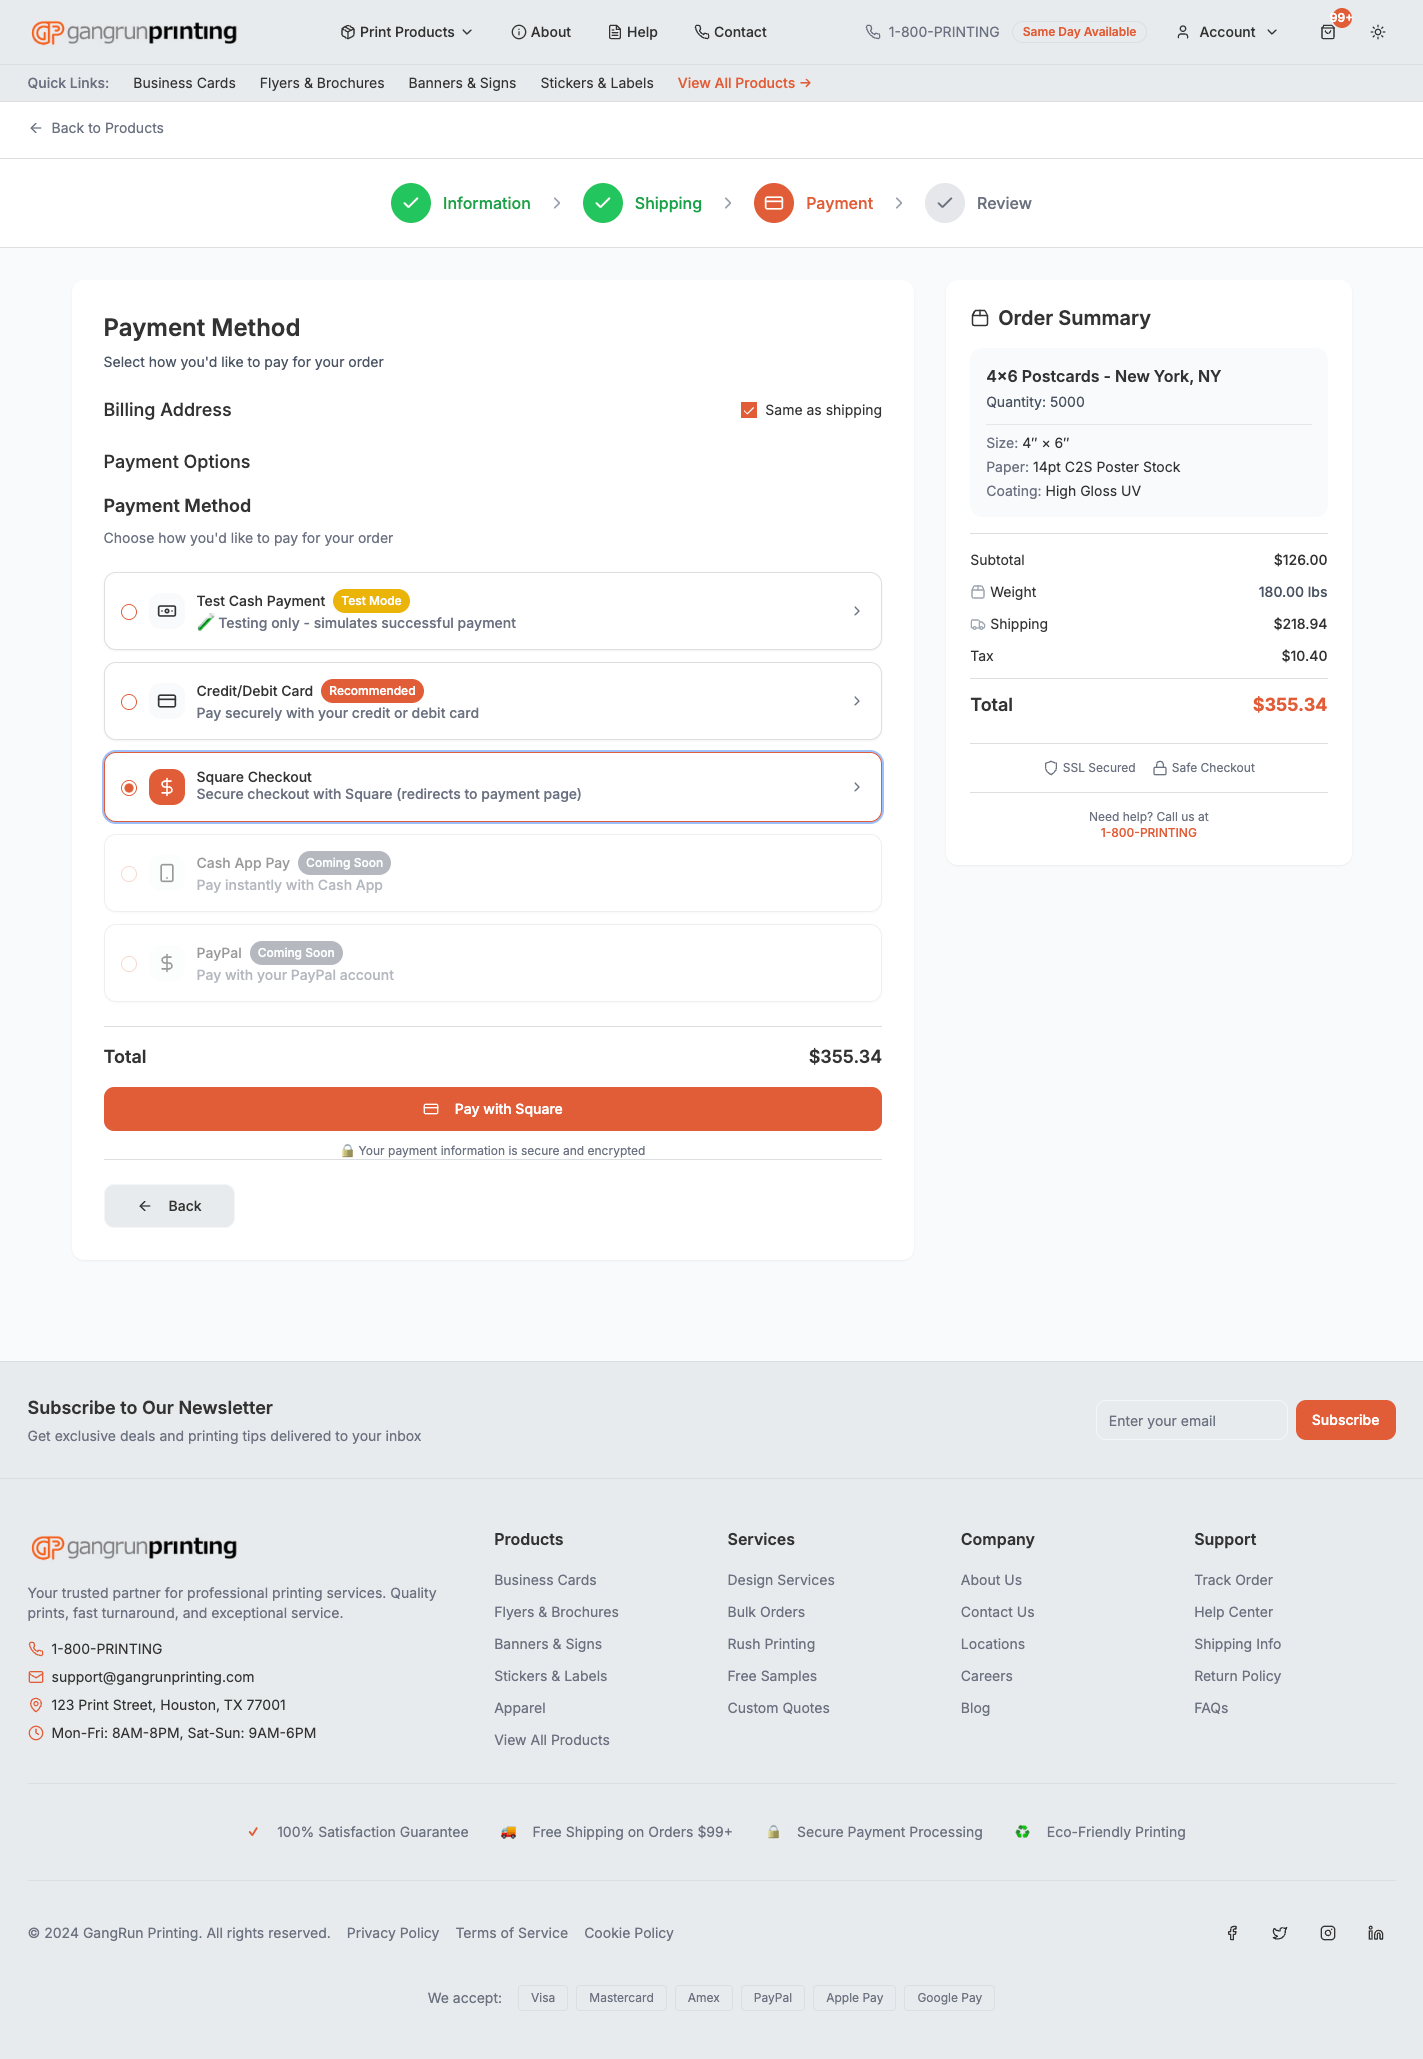 gangrunprinting
Print Products
About
Help
Contact
1-800-PRINTING
Same Day Available
Account
99+
Quick Links:
Business Cards
Flyers & Brochures
Banners & Signs
Stickers & Labels
View All Products →
Back to Products
Information
Shipping
Payment
Review
Payment Method
Select how you'd like to pay for your order
Billing Address
Same as shipping
Payment Options
Payment Method
Choose how you'd like to pay for your order
Test Cash Payment Test Mode
🧪 Testing only - simulates successful payment
Credit/Debit Card Recommended
Pay securely with your credit or debit card
Square Checkout
Secure checkout with Square (redirects to payment page)
Cash App Pay Coming Soon
Pay instantly with Cash App
PayPal Coming Soon
Pay with your PayPal account
Total $355.34
Pay with Square
🔒 Your payment information is secure and encrypted
Back
Order Summary
4×6 Postcards - New York, NY
Quantity: 5000
Size: 4″ × 6″
Paper: 14pt C2S Poster Stock
Coating: High Gloss UV
Subtotal $126.00
Weight 180.00 lbs
Shipping $218.94
Tax $10.40
Total $355.34
SSL Secured
Safe Checkout
Need help? Call us at
1-800-PRINTING
Subscribe to Our Newsletter
Get exclusive deals and printing tips delivered to your inbox
Enter your email
Subscribe
gangrunprinting
Your trusted partner for professional printing services. Quality
prints, fast turnaround, and exceptional service.
1-800-PRINTING
support@gangrunprinting.com
123 Print Street, Houston, TX 77001
Mon-Fri: 8AM-8PM, Sat-Sun: 9AM-6PM
Products
Business Cards
Flyers & Brochures
Banners & Signs
Stickers & Labels
Apparel
View All Products
Services
Design Services
Bulk Orders
Rush Printing
Free Samples
Custom Quotes
Company
About Us
Contact Us
Locations
Careers
Blog
Support
Track Order
Help Center
Shipping Info
Return Policy
FAQs
✓ 100% Satisfaction Guarantee
🚚 Free Shipping on Orders $99+
🔒 Secure Payment Processing
♻️ Eco-Friendly Printing
© 2024 GangRun Printing. All rights reserved.
Privacy Policy
Terms of Service
Cookie Policy
We accept:
Visa
Mastercard
Amex
PayPal
Apple Pay
Google Pay